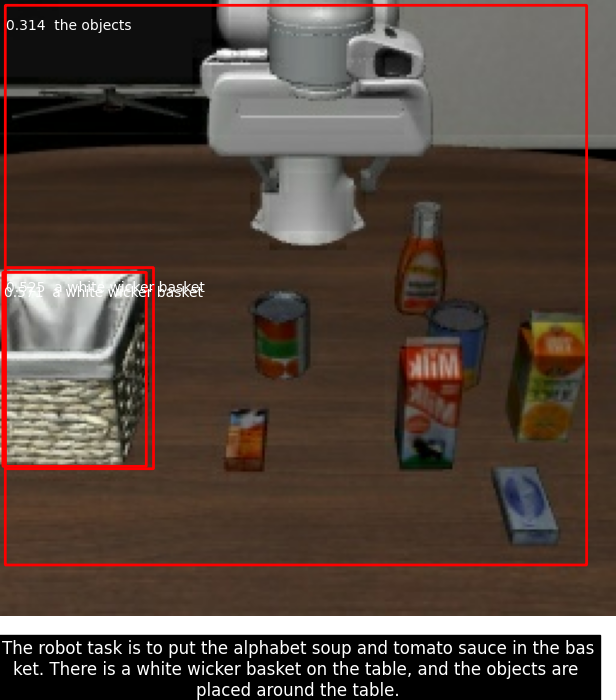 0.314 the objects
0.525 a white wicker basket
0.571 a white wicker basket
Milk
Milk
The robot task is to put the alphabet soup and tomato sauce in the bas
ket. There is a white wicker basket on the table, and the objects are
placed around the table.